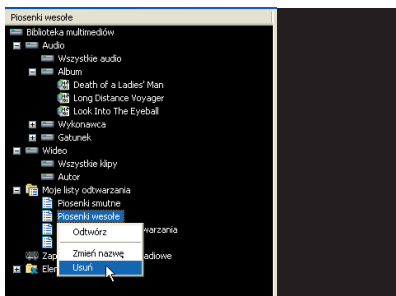 Piosenki wesołe
Biblioteka multimediów
Audio
Wszystkie audio
Album
Death of a Ladies' Man
Long Distance Voyager
Look Into The Eyeball
Wykonawca
Gatunek
Wideo
Wszystkie klipy
Autor
Moje listy odtwarzania
Piosenki smutne
Piosenki wesołe
Odtwórz
Zmień nazwę
Usuń